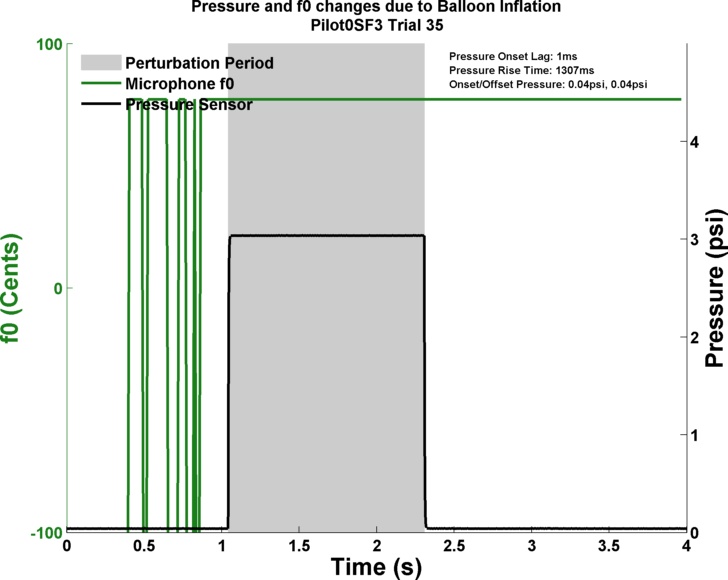 Pressure and f0 changes due to Balloon Inflation
Pilot0SF3 Trial 35
100
Perturbation Period
Microphone f0
Pressure Sensor
Pressure Onset Lag: 1ms
Pressure Rise Time: 1307ms
Onset/Offset Pressure: 0.04psi, 0.04psi
f0 (Cents)
0
-100
4
3
2
1
0
Pressure (psi)
0 0.5 1 1.5 2 2.5 3 3.5 4
Time (s)